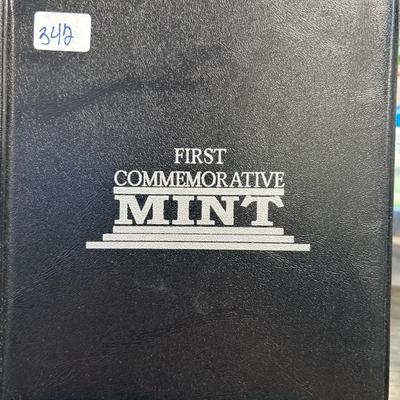 342
FIRST
COMMEMORATIVE
MINT